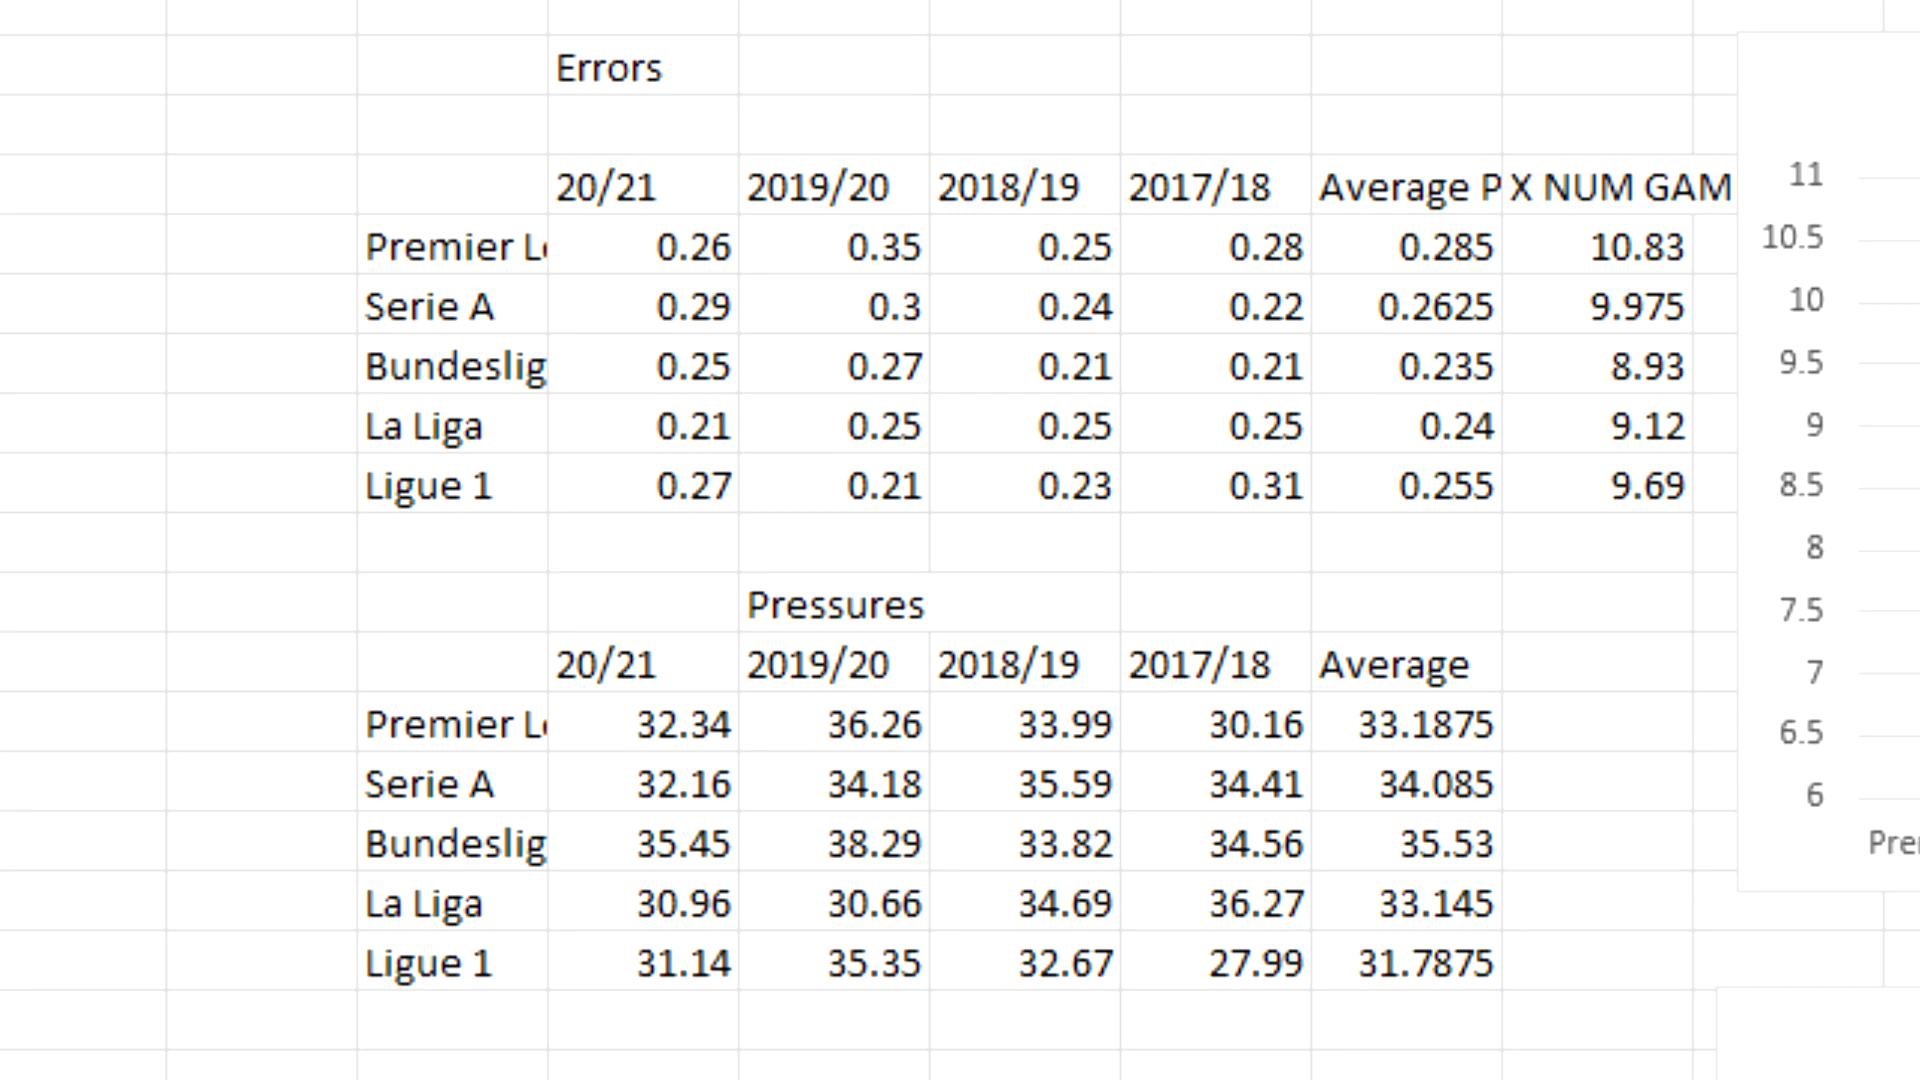 Errors
20/21 2019/20 2018/19 2017/18 Average P X NUM GAM
Premier Le 0.26 0.35 0.25 0.28 0.285 10.83
Serie A 0.29 0.3 0.24 0.22 0.2625 9.975
Bundeslig 0.25 0.27 0.21 0.21 0.235 8.93
La Liga 0.21 0.25 0.25 0.25 0.24 9.12
Ligue 1 0.27 0.21 0.23 0.31 0.255 9.69
Pressures
20/21 2019/20 2018/19 2017/18 Average
Premier Le 32.34 36.26 33.99 30.16 33.1875
Serie A 32.16 34.18 35.59 34.41 34.085
Bundeslig 35.45 38.29 33.82 34.56 35.53
La Liga 30.96 30.66 34.69 36.27 33.145
Ligue 1 31.14 35.35 32.67 27.99 31.7875
11
10.5
10
9.5
9
8.5
8
7.5
7
6.5
6
Prer